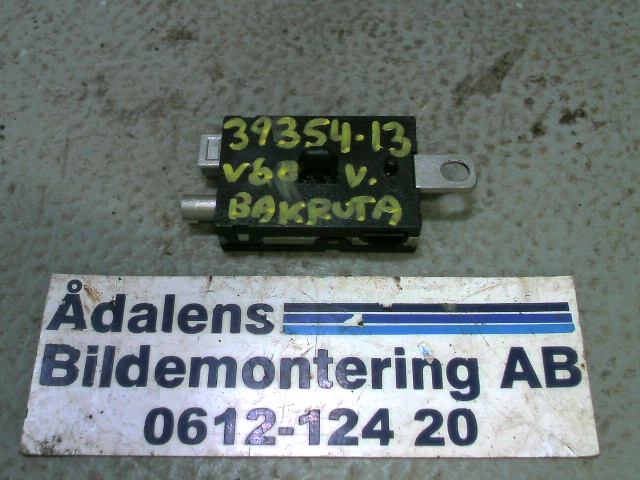 39354-13
V60 V.
BAKRUTA
Ådalens
Bildemontering AB
0612-124 20